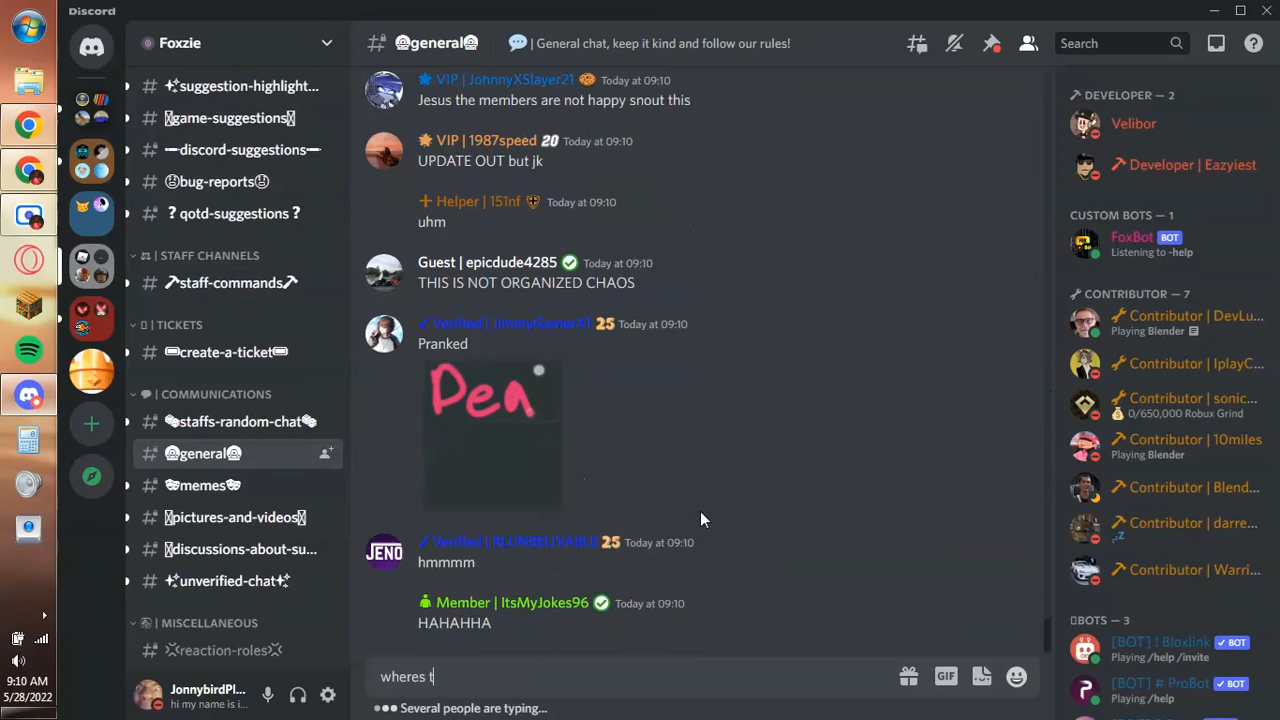 Discord
Foxzie
general
| General chat, keep it kind and follow our rules!
Search
suggestion-highlight...
game-suggestions
discord-suggestions
bug-reports
qotd-suggestions
STAFF CHANNELS
staff-commands
| TICKETS
create-a-ticket
| COMMUNICATIONS
staffs-random-chat
general
memes
pictures-and-videos
discussions-about-su...
unverified-chat
| MISCELLANEOUS
reaction-roles
JonnybirdPl...
hi my name is i...
9:10 AM
5/28/2022
VIP | JohnnyXSlayer21 Today at 09:10
Jesus the members are not happy snout this
VIP | 1987speed 20 Today at 09:10
UPDATE OUT but jk
Helper | 151nf Today at 09:10
uhm
Guest | epicdude4285 Today at 09:10
THIS IS NOT ORGANIZED CHAOS
Verified | JimmyGamerX1 25 Today at 09:10
Pranked
Dea
JENO
Verified | RLUNBELIVABLE 25 Today at 09:10
hmmmm
Member | ItsMyJokes96 Today at 09:10
HAHAHHA
wheres t
GIF
Several people are typing...
DEVELOPER — 2
Velibor
Developer | Eazyiest
CUSTOM BOTS — 1
FoxBot BOT
Listening to -help
CONTRIBUTOR — 7
Contributor | DevLu...
Playing Blender
Contributor | IplayC...
Contributor | sonic...
0/650,000 Robux Grind
Contributor | 10miles
Playing Blender
Contributor | Blend...
Contributor | darre...
Contributor | Warri...
BOTS — 3
[BOT] ! Bloxlink BOT
Playing /help /invite
[BOT] # ProBot BOT
Playing /help